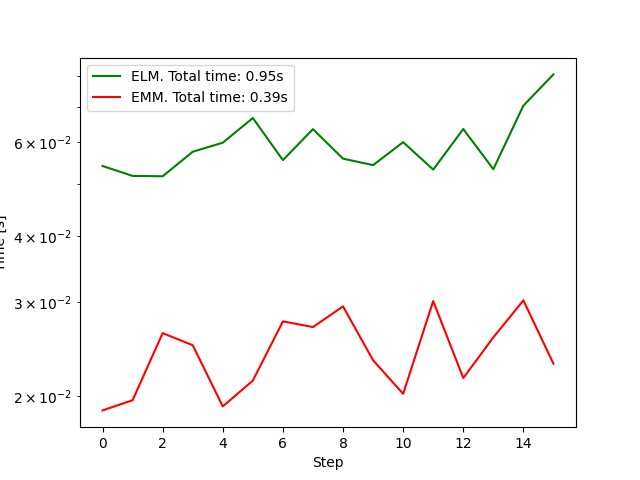 ELM. Total time: 0.95s
EMM. Total time: 0.39s
6 × 10⁻²
4 × 10⁻²
3 × 10⁻²
2 × 10⁻²
0 2 4 6 8 10 12 14
Step